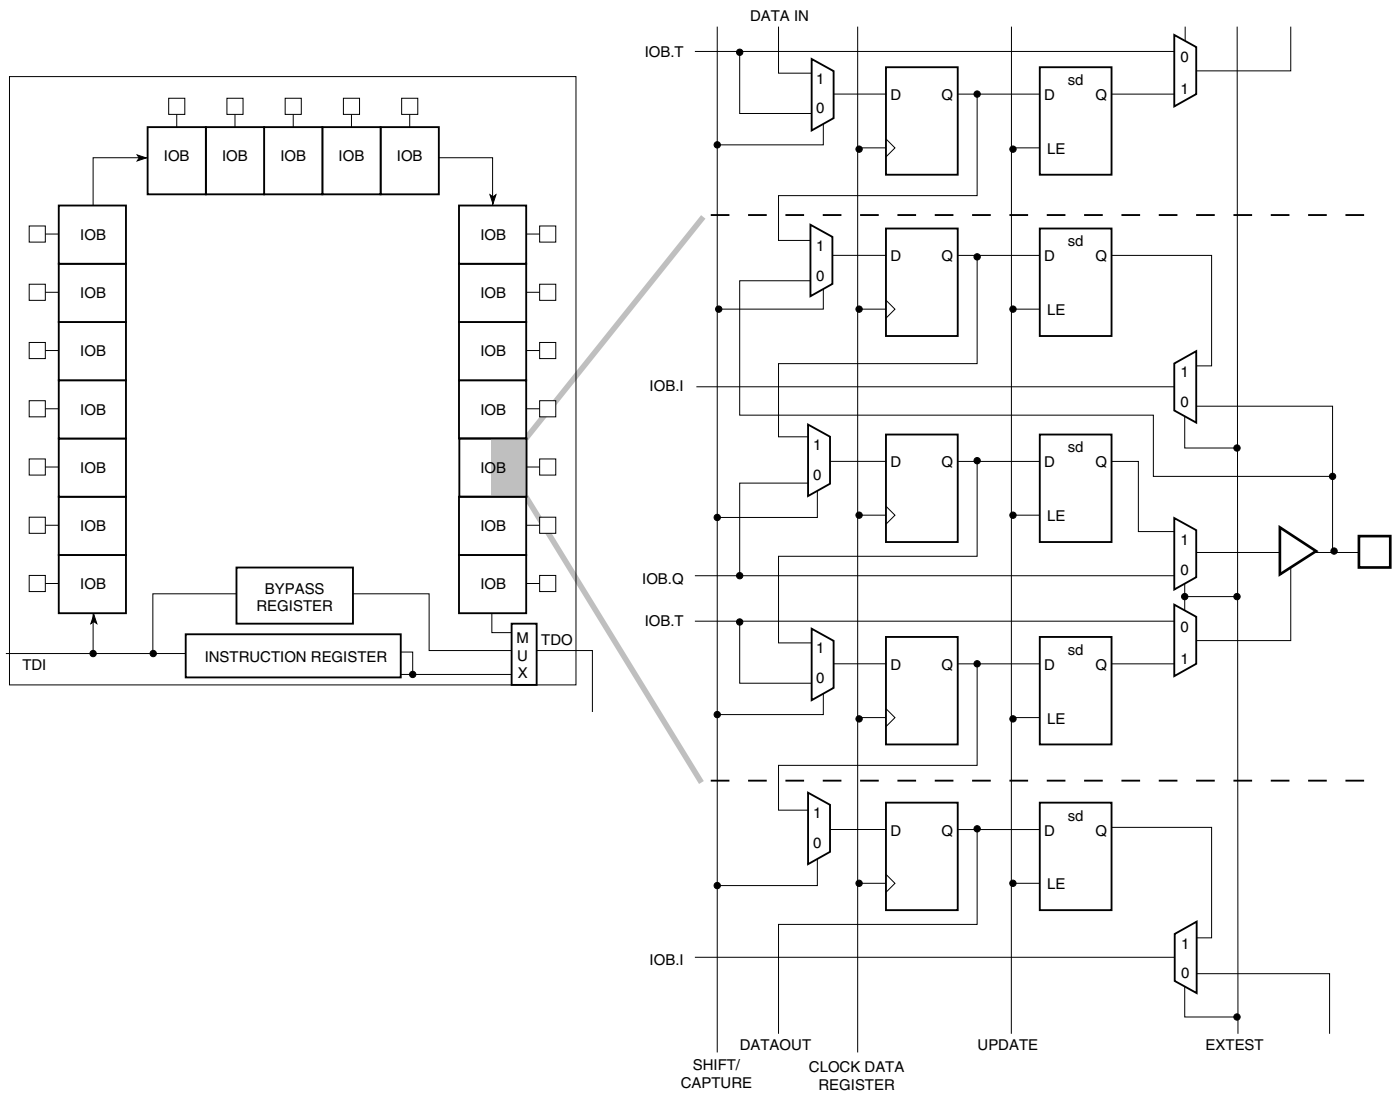 IOB IOB IOB IOB IOB
IOB
IOB
IOB
IOB
IOB
IOB
IOB
IOB
IOB
IOB
IOB
IOB
IOB
IOB
BYPASS
REGISTER
INSTRUCTION REGISTER
M
U
X
TDI
TDO
DATA IN
IOB.T
1
0
D Q
sd
D Q
LE
0
1
1
0
D Q
sd
D Q
LE
IOB.I
1
0
1
0
D Q
sd
D Q
LE
1
0
IOB.Q
IOB.T
0
1
1
0
D Q
sd
D Q
LE
1
0
D Q
sd
D Q
LE
IOB.I
1
0
DATAOUT
UPDATE
EXTEST
SHIFT/
CAPTURE
CLOCK DATA
REGISTER